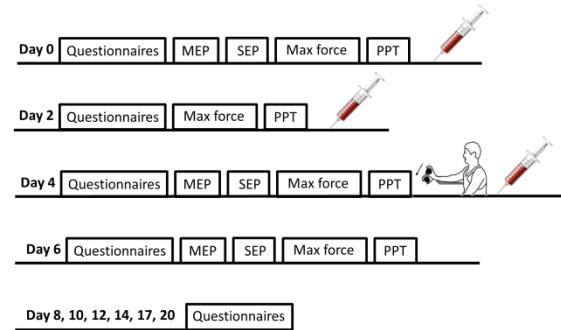 Day 0 Questionnaires MEP SEP Max force PPT
Day 2 Questionnaires Max force PPT
Day 4 Questionnaires MEP SEP Max force PPT
Day 6 Questionnaires MEP SEP Max force PPT
Day 8, 10, 12, 14, 17, 20 Questionnaires